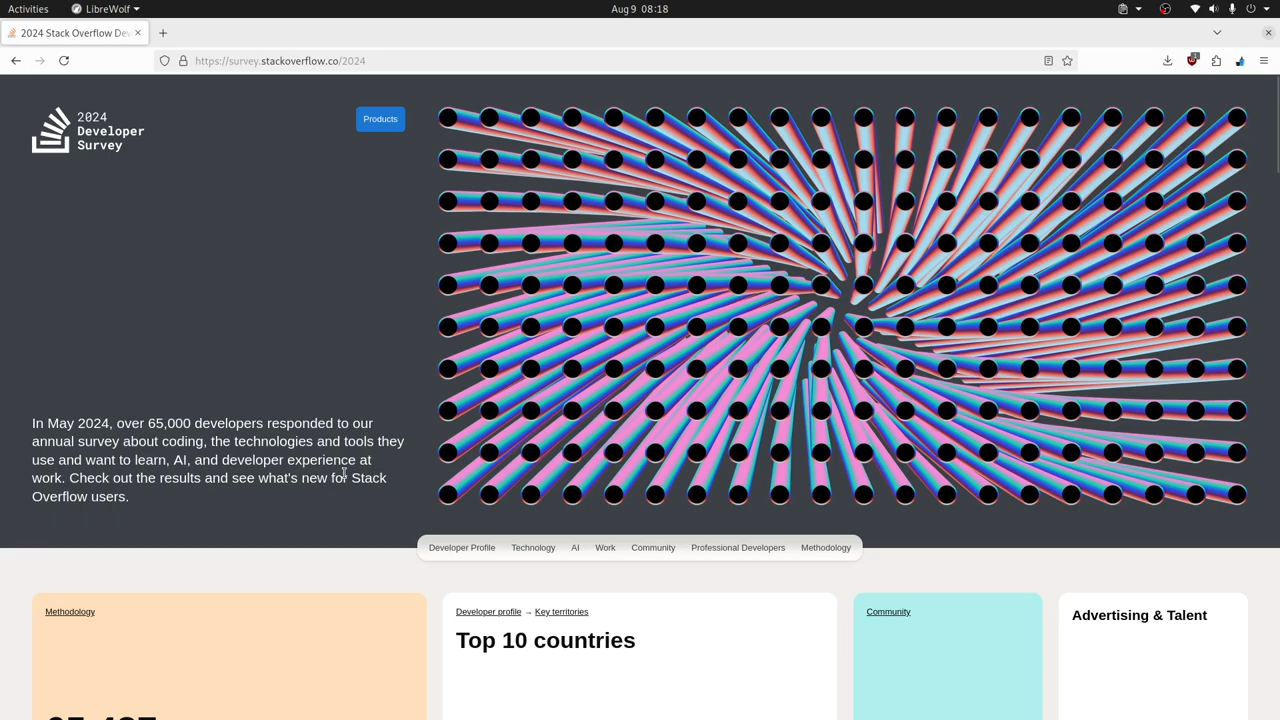 Activities
LibreWolf
Aug 9 08:18
2024 Stack Overflow Dev
https://survey.stackoverflow.co/2024
1
2024
Developer
Survey
Products
In May 2024, over 65,000 developers responded to our
annual survey about coding, the technologies and tools they
use and want to learn, AI, and developer experience at
work. Check out the results and see what's new for Stack
Overflow users.
Developer Profile Technology AI Work Community Professional Developers Methodology
Methodology
Developer profile → Key territories
Top 10 countries
Community
Advertising & Talent